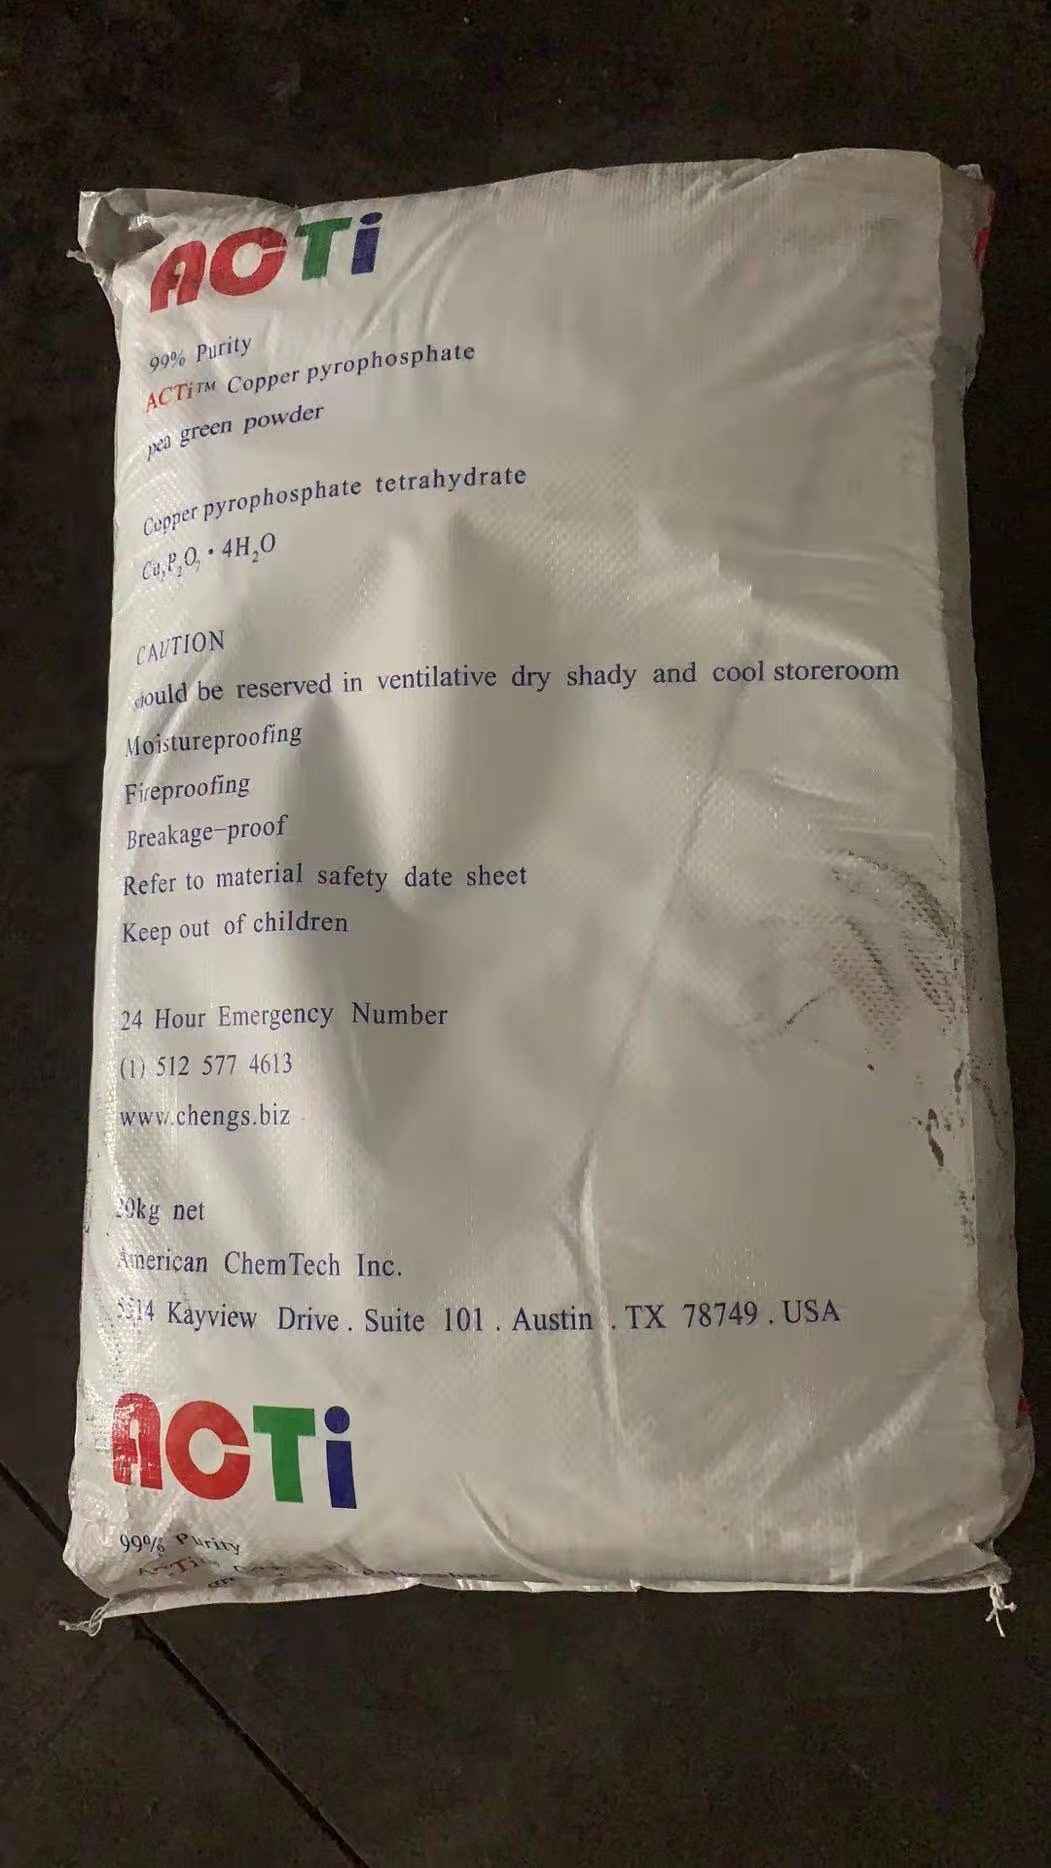 ACTi
99% Purity
ACTi™ Copper pyrophosphate
pea green powder
Copper pyrophosphate tetrahydrate
Cu₂P₂O₇ • 4H₂O
CAUTION
be reserved in ventilative dry shady and cool storeroom
Moistureproofing
Fireproofing
Breakage-proof
Refer to material safety date sheet
Keep out of children
24 Hour Emergency Number
(1) 512 577 4613
www.chengs.biz
net
American ChemTech Inc.
Kayview Drive . Suite 101 . Austin . TX 78749 . USA
ACTi
99% Purity